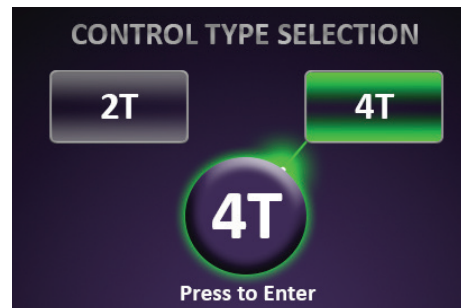 CONTROL TYPE SELECTION
2T 4T
4T
Press to Enter